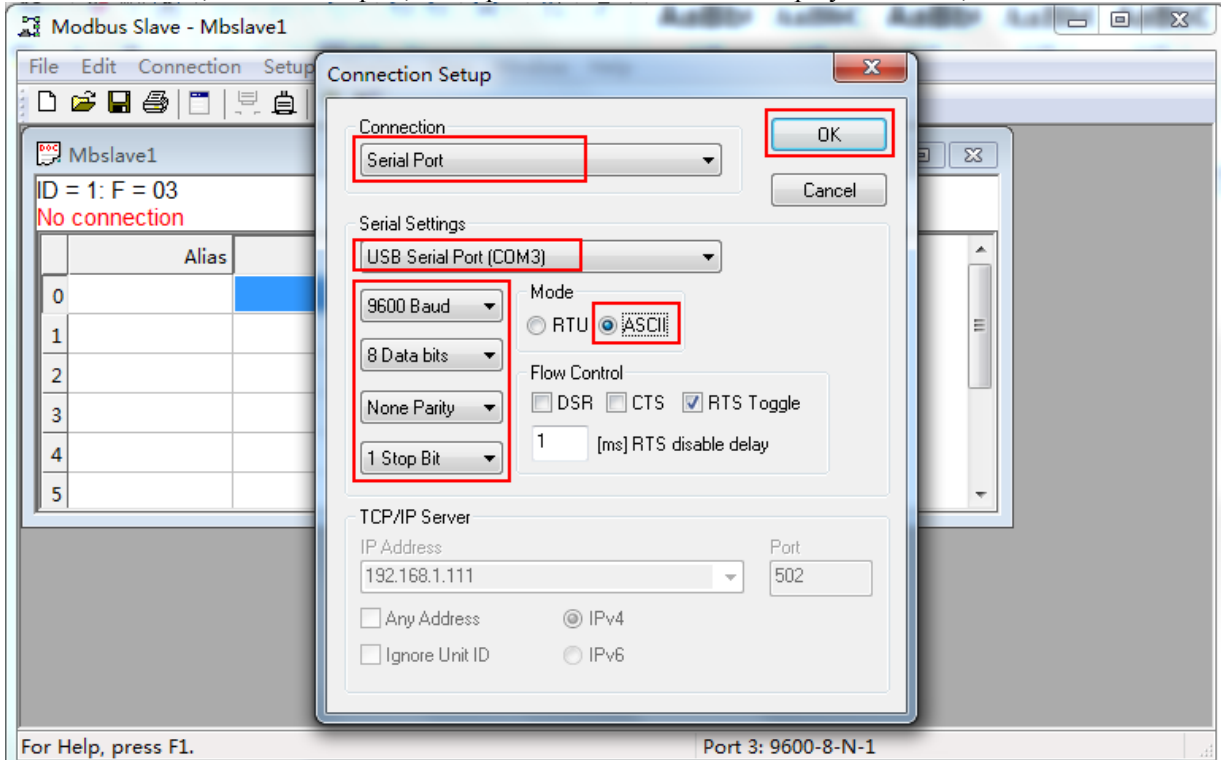 Modbus Slave - Mbslave1
File Edit Connection Setup
Connection Setup
Connection
Serial Port
OK
Cancel
Mbslave1
ID = 1: F = 03
No connection
Alias
0
1
2
3
4
5
Serial Settings
USB Serial Port (COM3)
9600 Baud
8 Data bits
None Parity
1 Stop Bit
Mode
RTU ASCII
Flow Control
DSR CTS RTS Toggle
1 [ms] RTS disable delay
TCP/IP Server
IP Address Port
192.168.1.111 502
Any Address IPv4
Ignore Unit ID IPv6
For Help, press F1. Port 3: 9600-8-N-1